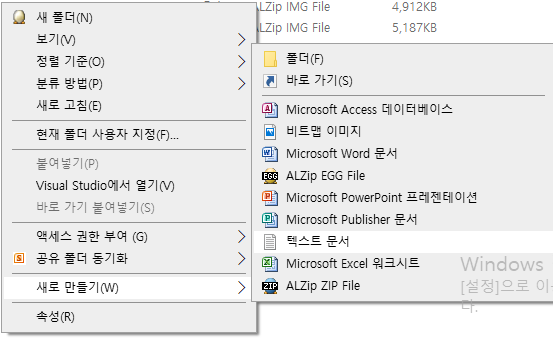 ALZip IMG File 4,912KB
ALZip IMG File 5,187KB
새 폴더(N)
보기(V)
정렬 기준(O)
분류 방법(P)
새로 고침(E)
현재 폴더 사용자 지정(F)...
붙여넣기(P)
Visual Studio에서 열기(V)
바로 가기 붙여넣기(S)
액세스 권한 부여 (G)
공유 폴더 동기화
새로 만들기(W)
속성(R)
폴더(F)
바로 가기(S)
Microsoft Access 데이터베이스
비트맵 이미지
Microsoft Word 문서
EGG ALZip EGG File
Microsoft PowerPoint 프레젠테이션
Microsoft Publisher 문서
텍스트 문서
Microsoft Excel 워크시트
ZIP ALZip ZIP File
Windows
[설정]으로 이
다.